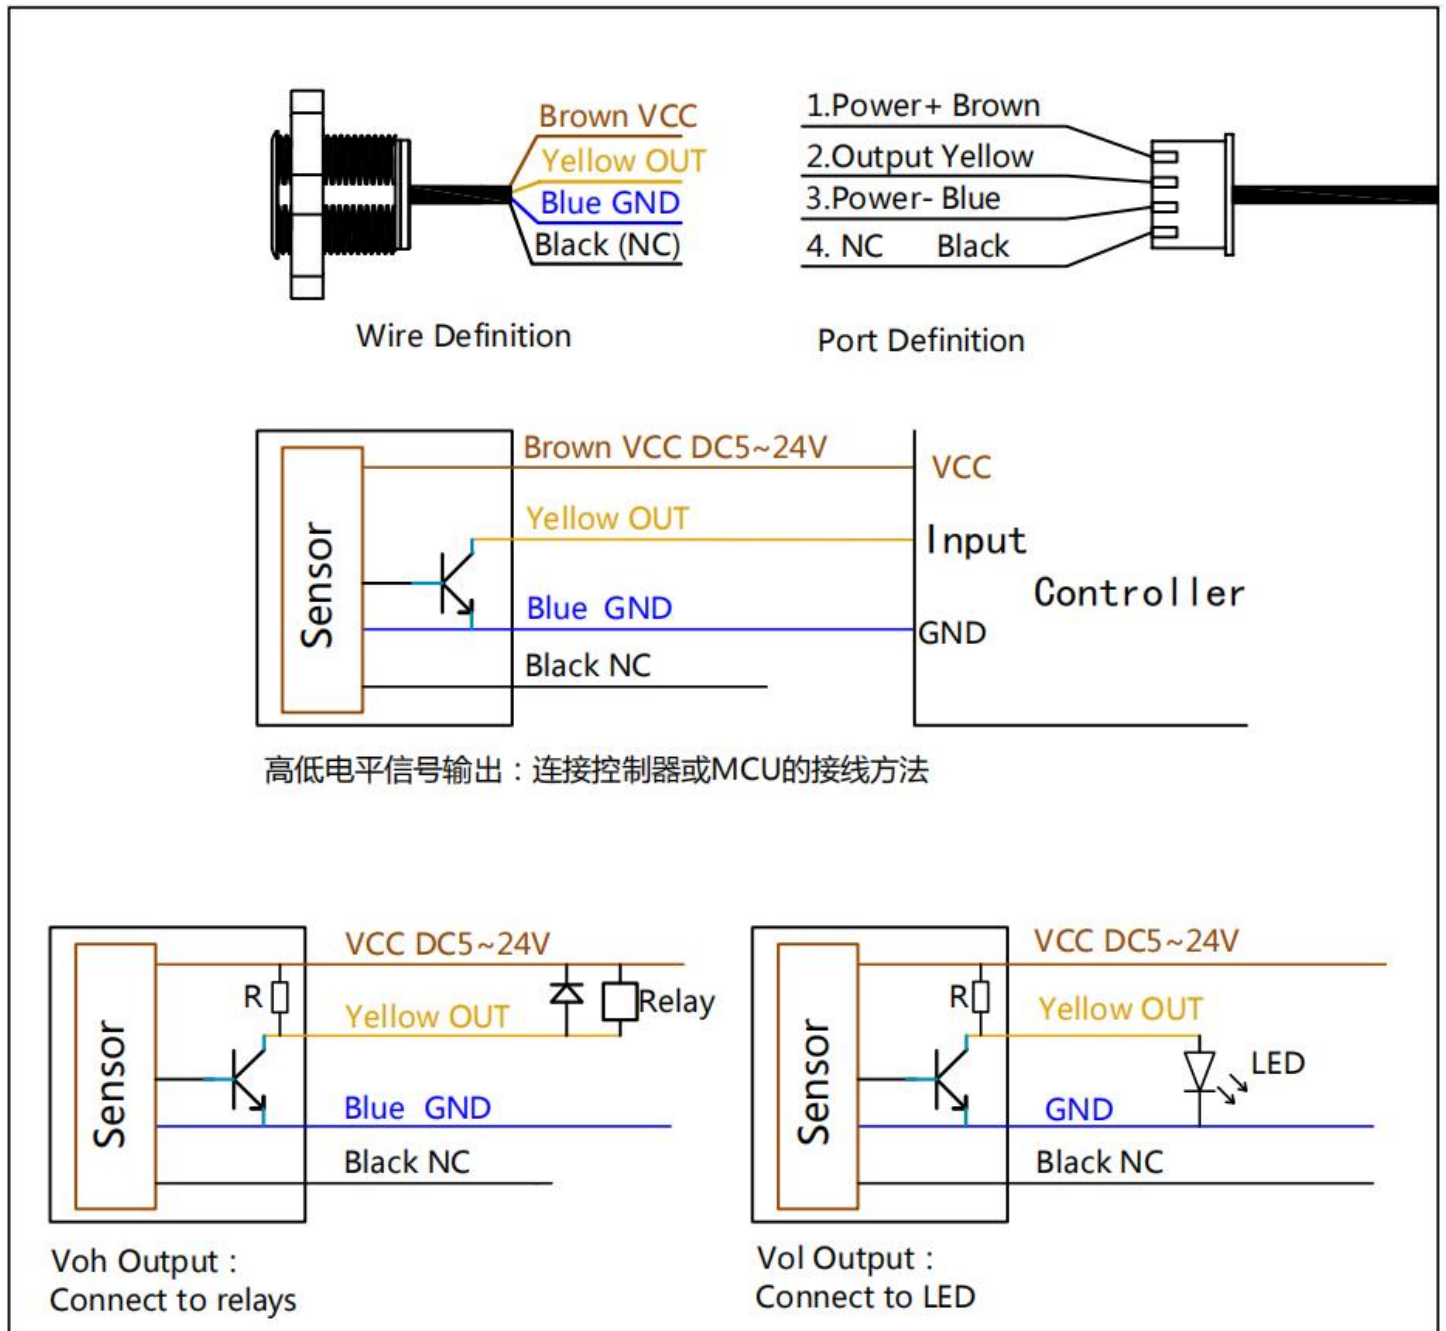 Brown VCC
Yellow OUT
Blue GND
Black (NC)
Wire Definition
1.Power+ Brown
2.Output Yellow
3.Power- Blue
4. NC Black
Port Definition
Sensor
Brown VCC DC5~24V
Yellow OUT
Blue GND
Black NC
VCC
Input
Controller
GND
高低电平信号输出：连接控制器或MCU的接线方法
Sensor
VCC DC5~24V
R
Relay
Yellow OUT
Blue GND
Black NC
Voh Output :
Connect to relays
Sensor
VCC DC5~24V
R
Yellow OUT
LED
GND
Black NC
Vol Output :
Connect to LED